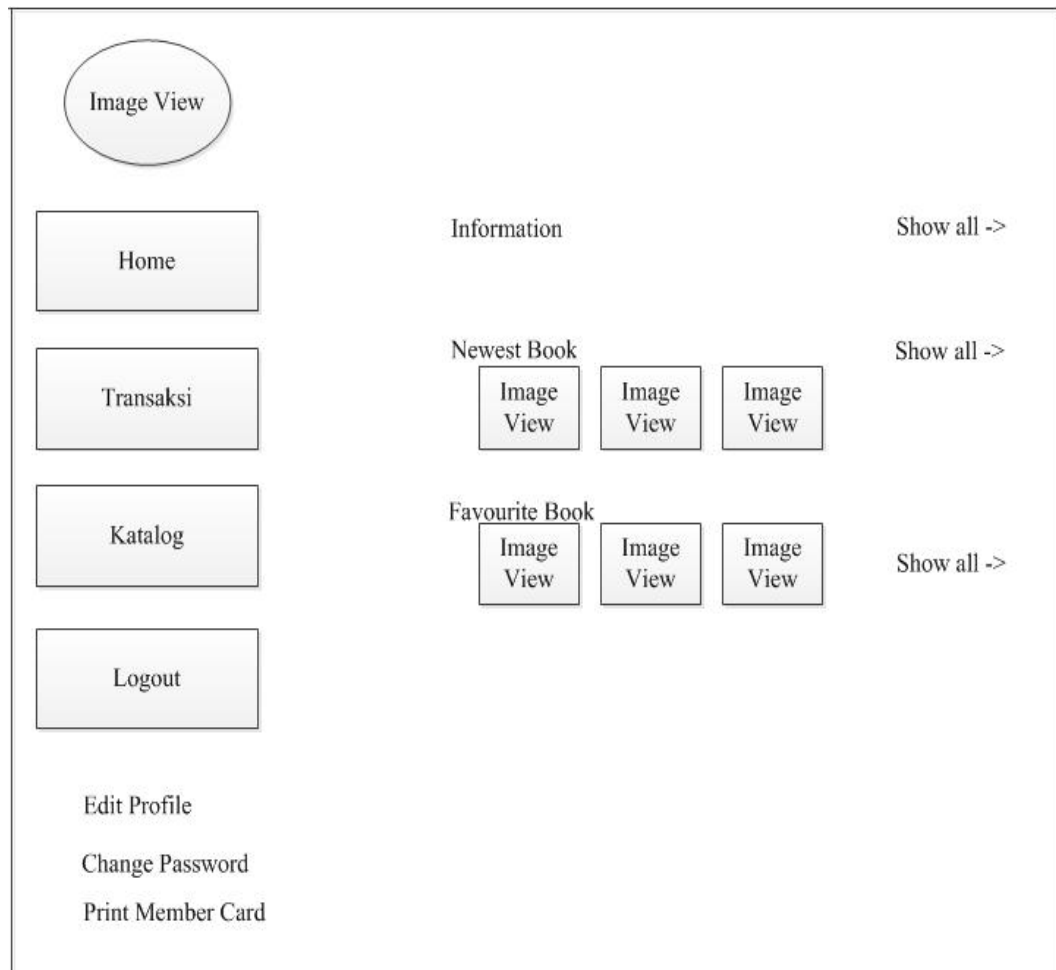 Image View
Home
Transaksi
Katalog
Logout
Edit Profile
Change Password
Print Member Card
Information
Show all ->
Newest Book
Show all ->
Image
View
Image
View
Image
View
Favourite Book
Image
View
Image
View
Image
View
Show all ->